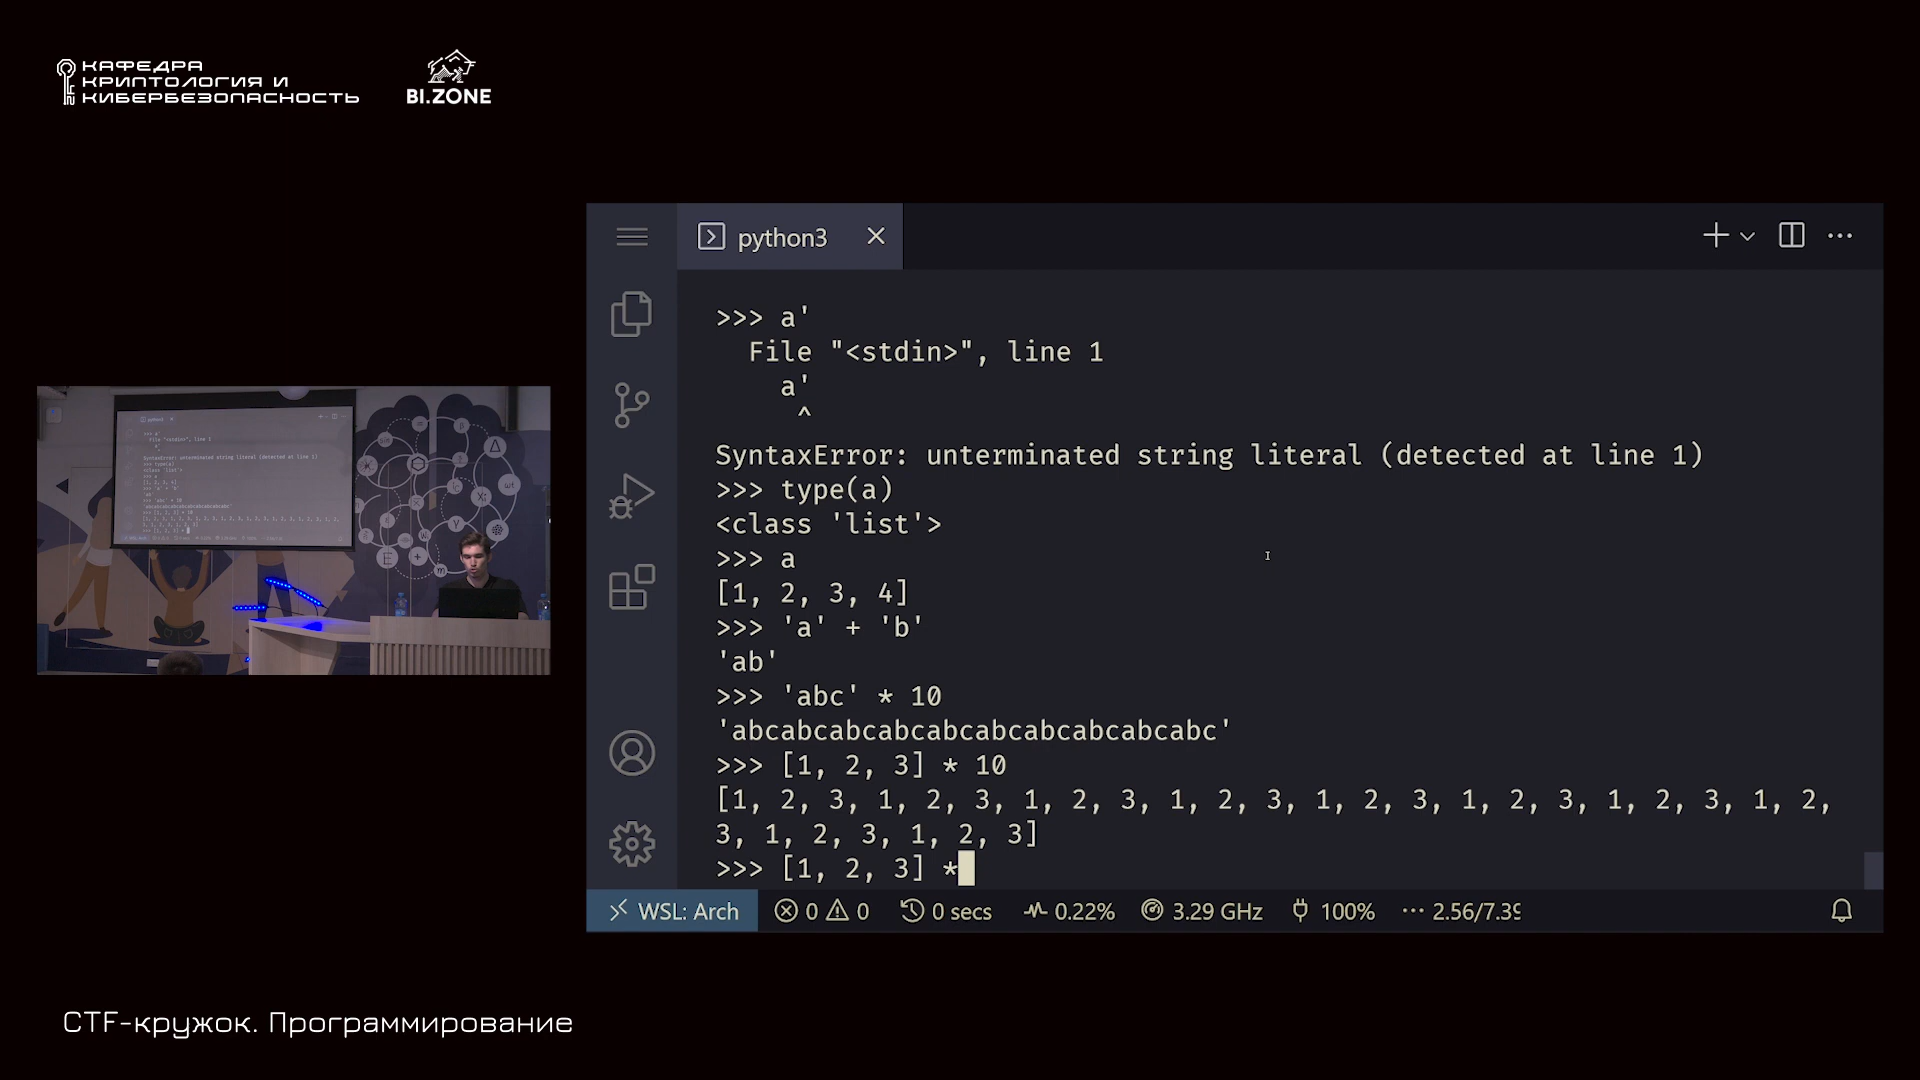 КАФЕДРА
КРИПТОЛОГИЯ И
КИБЕРБЕЗОПАСНОСТЬ
BI.ZONE
python3
>>> a'
File "<stdin>", line 1
a'
^
SyntaxError: unterminated string literal (detected at line 1)
>>> type(a)
<class 'list'>
>>> a
[1, 2, 3, 4]
>>> 'a' + 'b'
'ab'
>>> 'abc' * 10
'abcabcabcabcabcabcabcabcabcabc'
>>> [1, 2, 3] * 10
[1, 2, 3, 1, 2, 3, 1, 2, 3, 1, 2, 3, 1, 2, 3, 1, 2, 3, 1, 2, 3, 1, 2,
3, 1, 2, 3, 1, 2, 3]
>>> [1, 2, 3] *
WSL: Arch 0 0 0 secs 0.22% 3.29 GHz 100% 2.56/7.39
CTF-кружок. Программирование